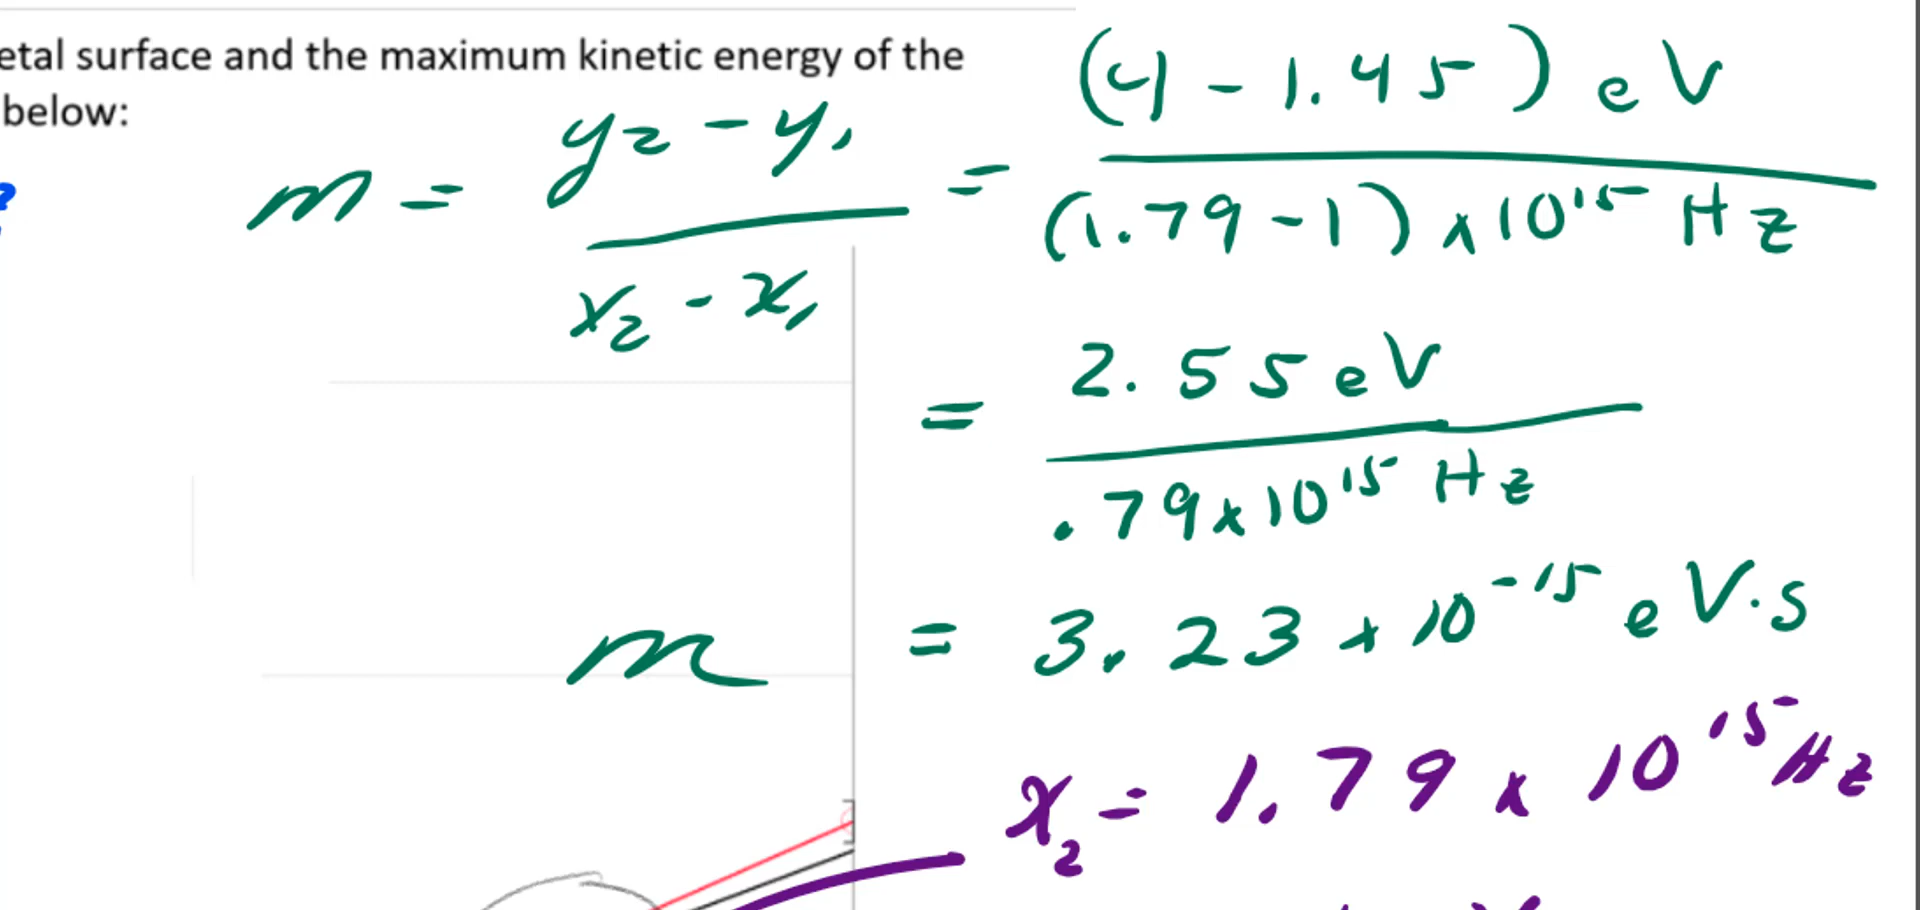 etal surface and the maximum kinetic energy of the
below:
m = y2 - y1 / x2 - x1 = (4 - 1.45) eV / (1.79 - 1) x 10^15 Hz
= 2.55 eV / .79 x 10^15 Hz
m = 3.23 x 10^-15 eV·s
x2 = 1.79 x 10^15 Hz